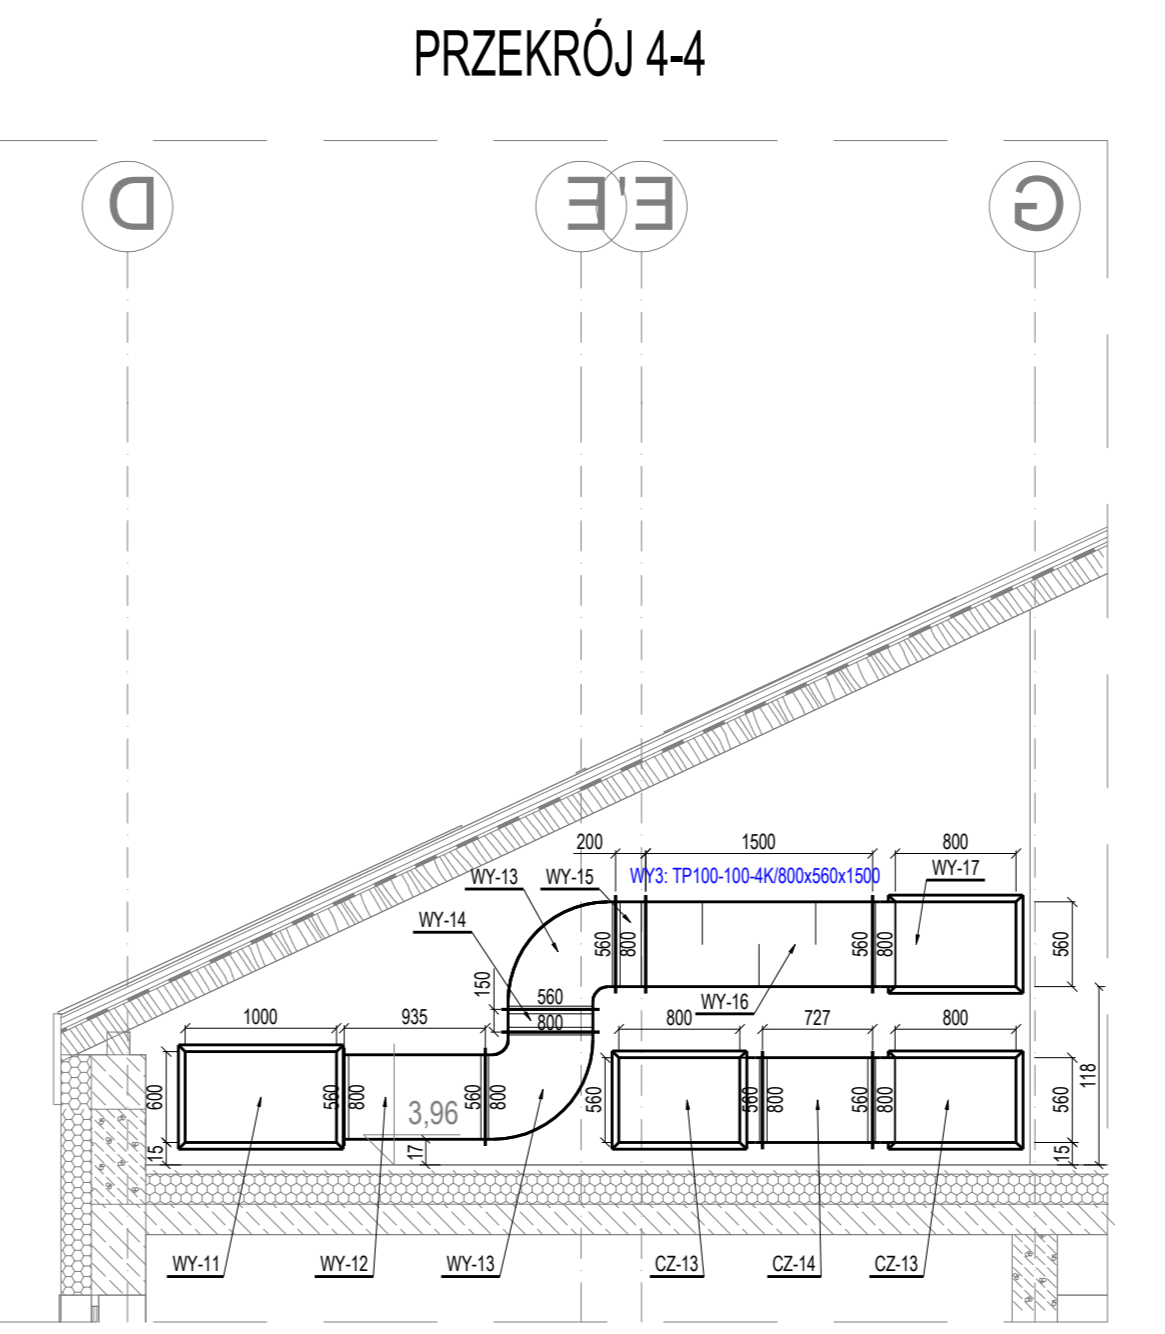 PRZEKRÓJ 4-4
D
E
E'
G
200
1500
800
WY-13
WY-15
WY3: TP100-100-4K/800x560x1500
WY-17
WY-14
560
800
560
800
560
150
560
WY-16
1000
935
800
800
727
800
118
600
560
800
560
800
3,96
560
560
800
560
800
560
15
17
15
WY-11
WY-12
WY-13
CZ-13
CZ-14
CZ-13